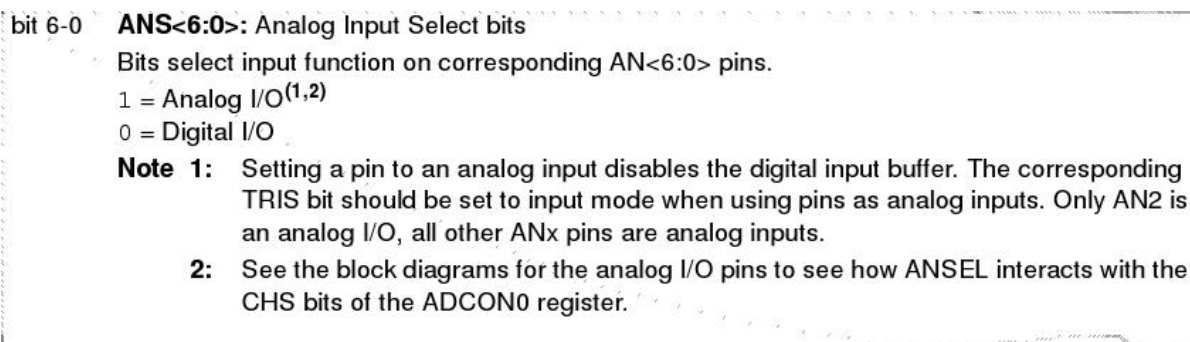 bit 6-0 ANS<6:0>: Analog Input Select bits
Bits select input function on corresponding AN<6:0> pins.
1 = Analog I/O(1,2)
0 = Digital I/O
Note 1: Setting a pin to an analog input disables the digital input buffer. The corresponding
TRIS bit should be set to input mode when using pins as analog inputs. Only AN2 is
an analog I/O, all other ANx pins are analog inputs.
2: See the block diagrams for the analog I/O pins to see how ANSEL interacts with the
CHS bits of the ADCON0 register.